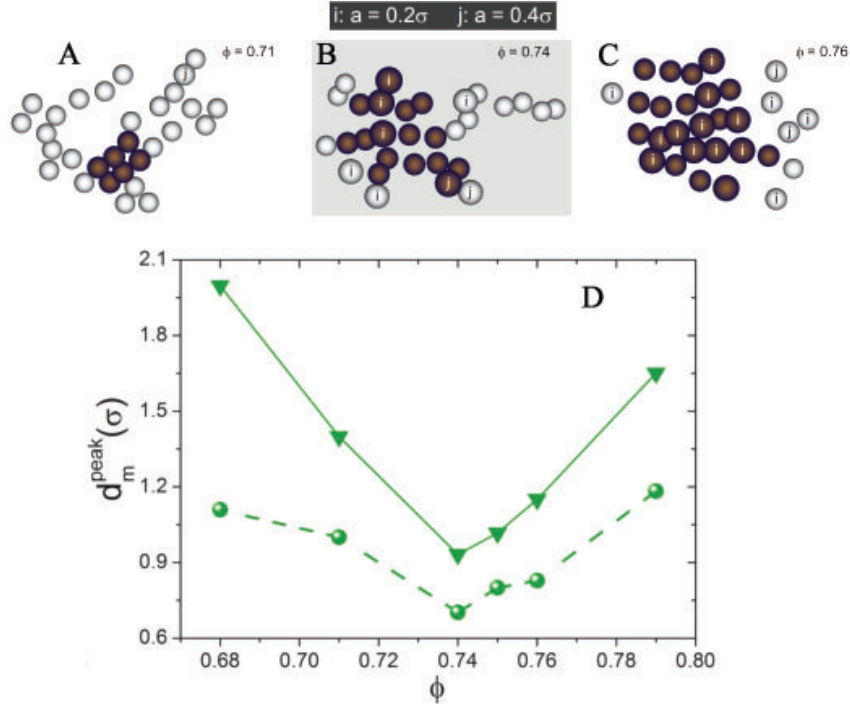 i: a = 0.2σ j: a = 0.4σ
A
ϕ = 0.71
j
B
ϕ = 0.74
i
i
i
i
i
i
j
j
C
ϕ = 0.76
i
j
i
i
i
i
i
i
j
i
i
i
i
i
i
i
D
d_m^peak(σ)
2.1
1.8
1.5
1.2
0.9
0.6
0.68
0.70
0.72
0.74
0.76
0.78
0.80
ϕ